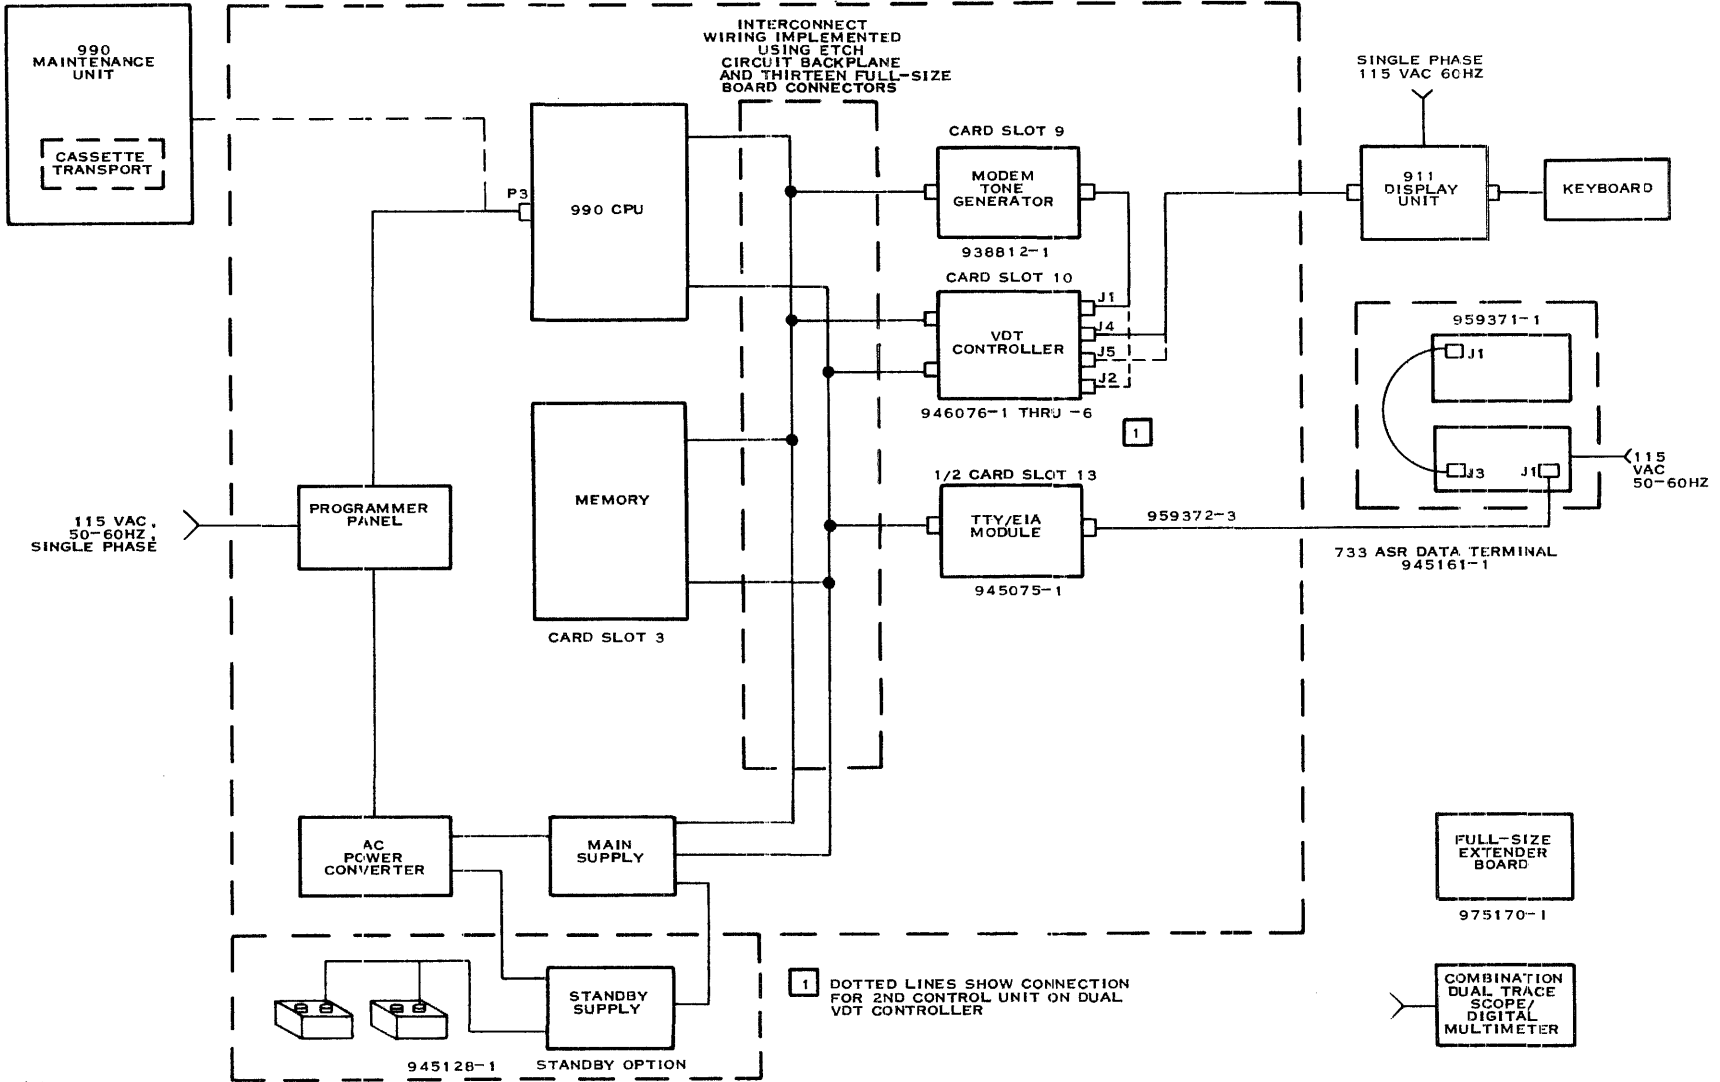 990
MAINTENANCE
UNIT
CASSETTE
TRANSPORT
INTERCONNECT
WIRING IMPLEMENTED
USING ETCH
CIRCUIT BACKPLANE
AND THIRTEEN FULL-SIZE
BOARD CONNECTORS
P3
990 CPU
CARD SLOT 9
MODEM
TONE
GENERATOR
938812-1
CARD SLOT 10
VDT
CONTROLLER
J1
J4
J5
J2
946076-1 THRU -6
1
SINGLE PHASE
115 VAC 60HZ
911
DISPLAY
UNIT
KEYBOARD
959371-1
J1
J3
J1
115
VAC
50-60HZ
733 ASR DATA TERMINAL
945161-1
MEMORY
CARD SLOT 3
1/2 CARD SLOT 13
TTY/EIA
MODULE
945075-1
959372-3
115 VAC,
50-60HZ,
SINGLE PHASE
PROGRAMMER
PANEL
AC
POWER
CONVERTER
MAIN
SUPPLY
STANDBY
SUPPLY
945128-1
STANDBY OPTION
1
DOTTED LINES SHOW CONNECTION
FOR 2ND CONTROL UNIT ON DUAL
VDT CONTROLLER
FULL-SIZE
EXTENDER
BOARD
975170-1
COMBINATION
DUAL TRACE
SCOPE/
DIGITAL
MULTIMETER